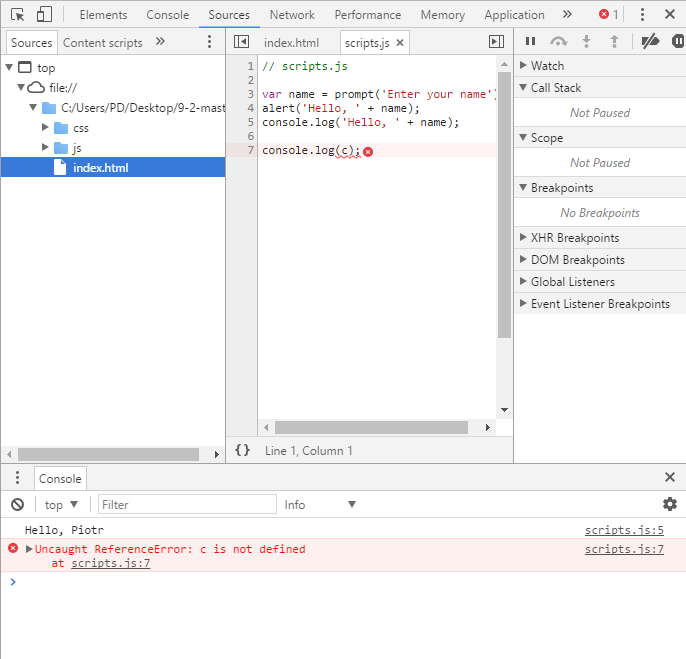 Elements Console Sources Network Performance Memory Application » 1
Sources Content scripts »
index.html scripts.js
top
file://
C:/Users/PD/Desktop/9-2-mast
css
js
index.html
1 // scripts.js
2
3 var name = prompt('Enter your name')
4 alert('Hello, ' + name);
5 console.log('Hello, ' + name);
6
7 console.log(c);
{} Line 1, Column 1
Watch
Call Stack
Not Paused
Scope
Not Paused
Breakpoints
No Breakpoints
XHR Breakpoints
DOM Breakpoints
Global Listeners
Event Listener Breakpoints
Console
top Filter Info
Hello, Piotr scripts.js:5
Uncaught ReferenceError: c is not defined scripts.js:7
at scripts.js:7